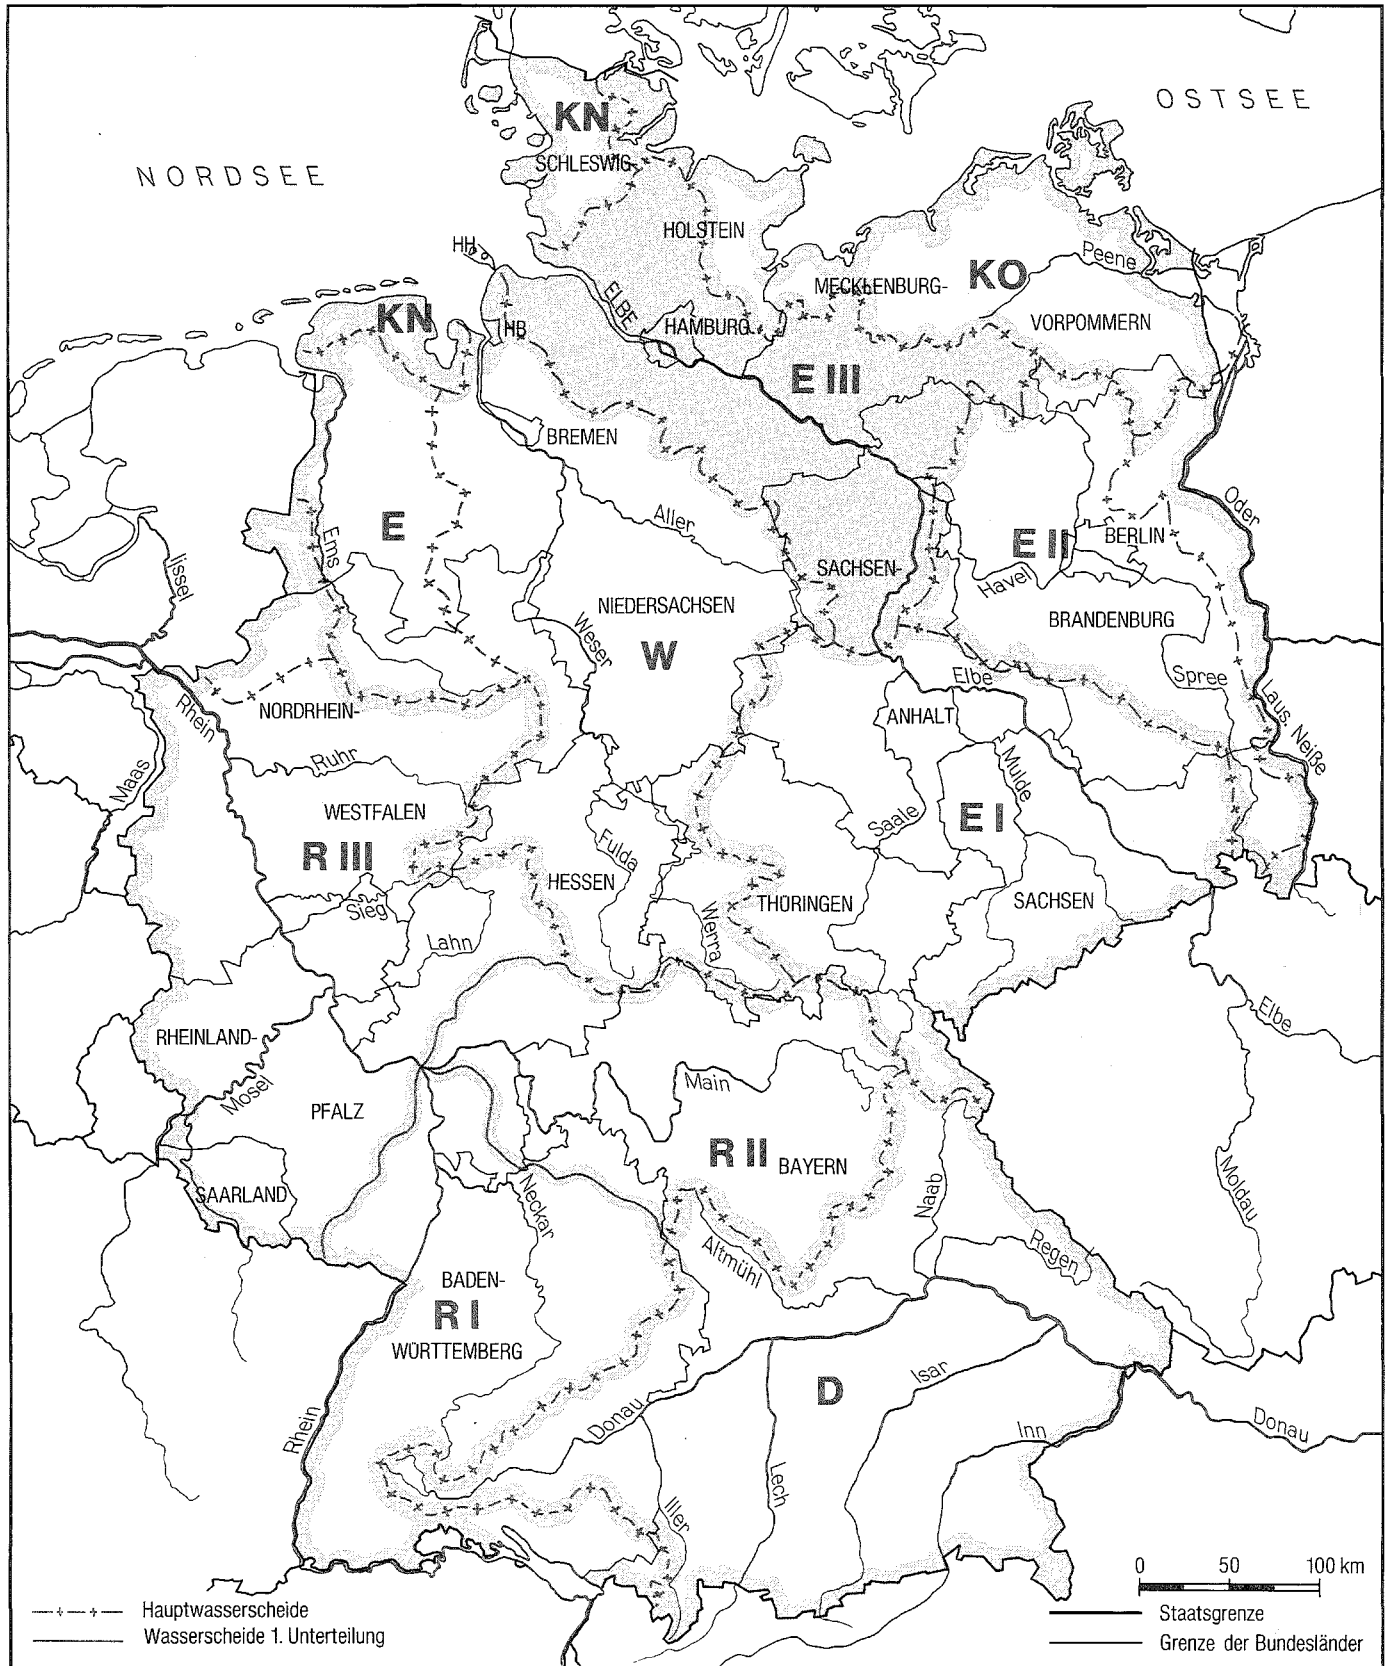 NORDSEE
OSTSEE
KN
SCHLESWIG
HOLSTEIN
HH
ELBE
HAMBURG
HB
KN
MECKLENBURG-
KO
Peene
VORPOMMERN
E III
BREMEN
E
Ems
Aller
SACHSEN-
E II
BERLIN
Oder
Havel
BRANDENBURG
Ijssel
NIEDERSACHSEN
Weser
W
Elbe
Spree
ANHALT
Laus. Neiße
Rhein
NORDRHEIN-
Ruhr
Maas
WESTFALEN
R III
Fulda
HESSEN
Saale
Mulde
E I
THÜRINGEN
SACHSEN
Sieg
Lahn
Werra
Elbe
RHEINLAND-
Mosel
PFALZ
Main
R II
BAYERN
SAARLAND
Neckar
Altmühl
Naab
Regen
Moldau
BADEN-
R I
WÜRTTEMBERG
Rhein
Donau
D
Isar
Inn
Donau
Lech
Iller
0 50 100 km
Hauptwasserscheide
Wasserscheide 1. Unterteilung
Staatsgrenze
Grenze der Bundesländer